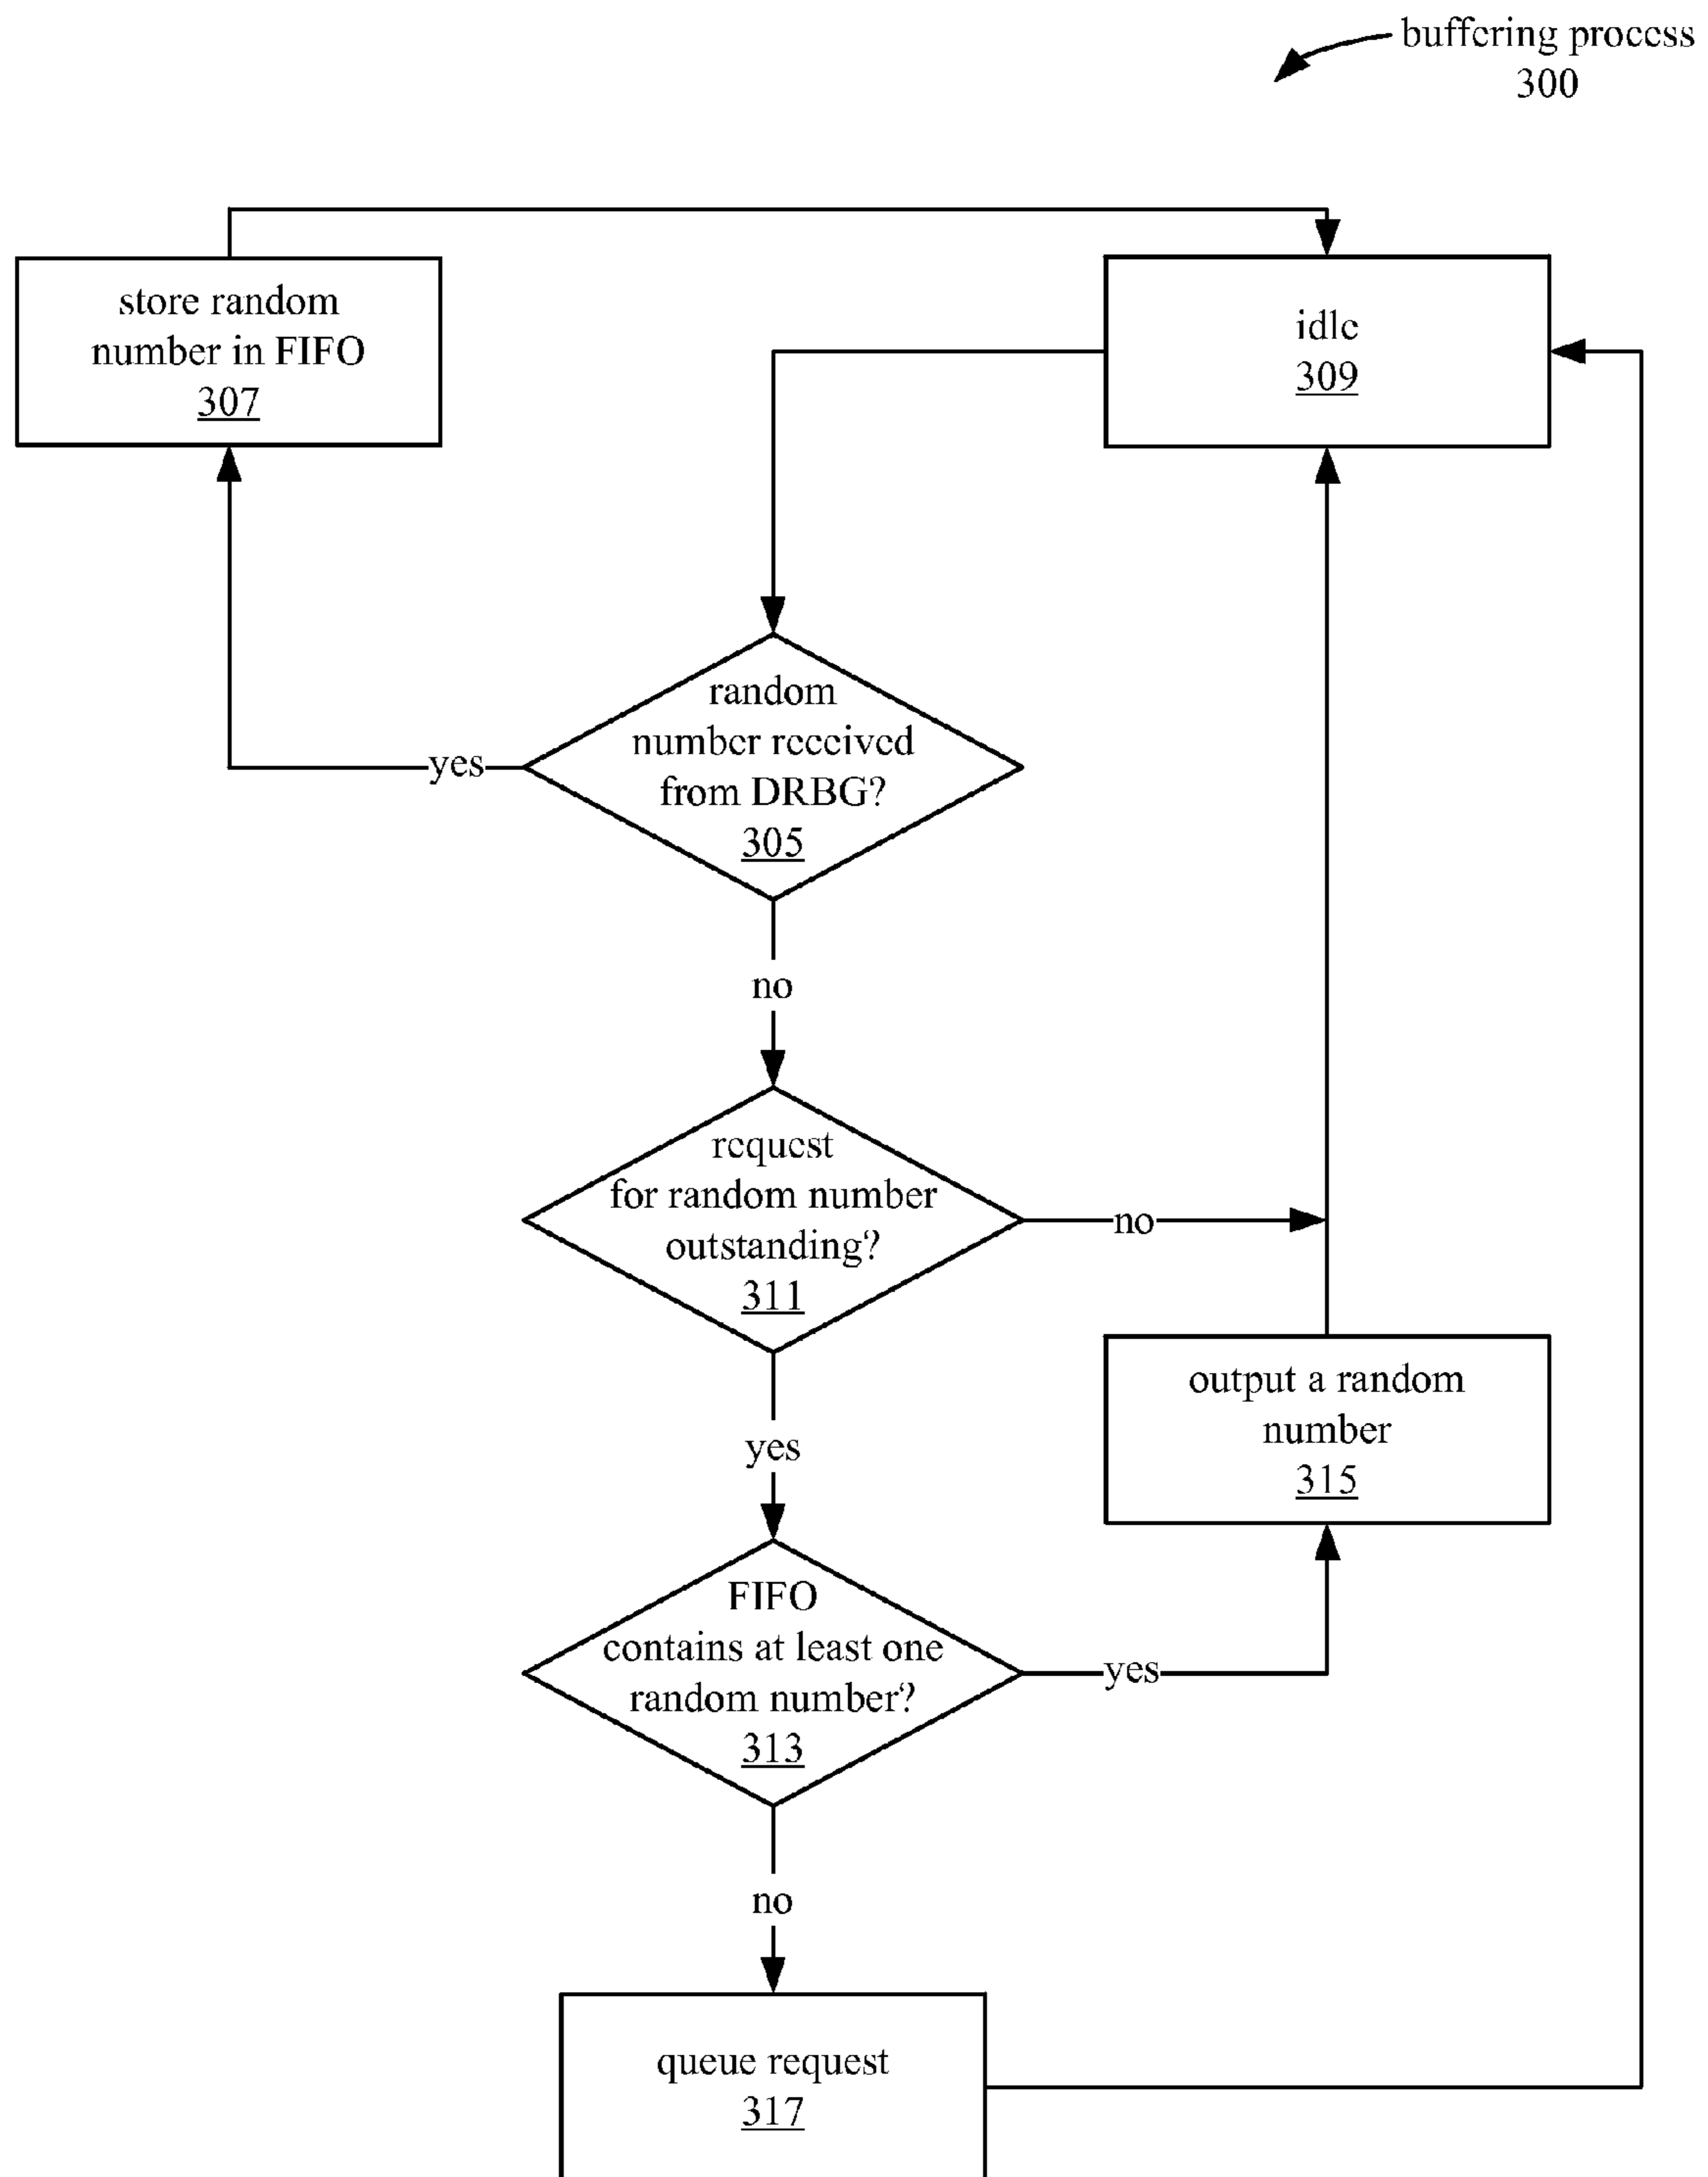 buffering process
300
store random
number in FIFO
307
idle
309
random
number received
from DRBG?
305
yes
no
request
for random number
outstanding?
311
no
output a random
number
315
yes
FIFO
contains at least one
random number?
313
yes
no
queue request
317